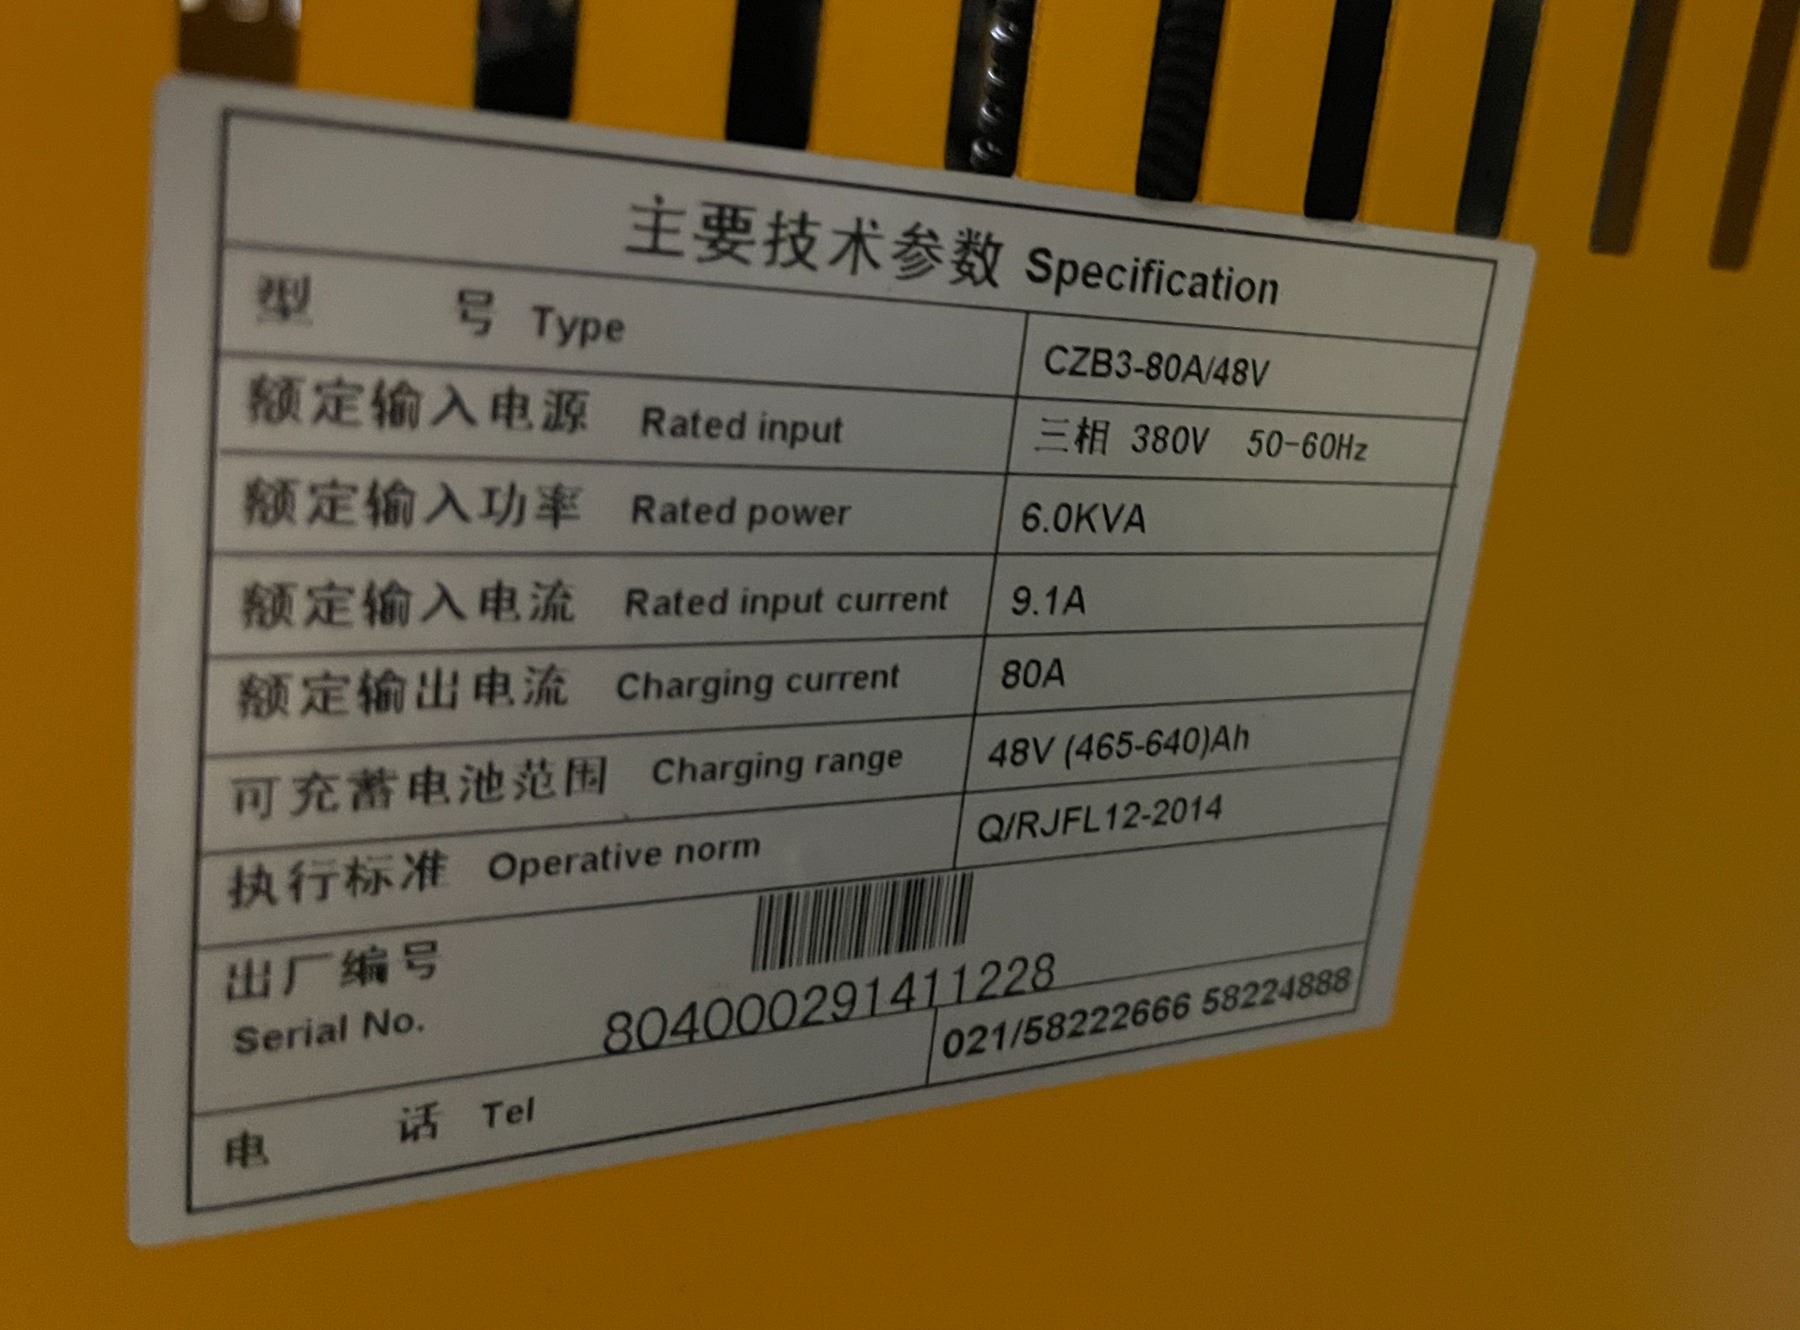 主要技术参数 Specification
型 号 Type CZB3-80A/48V
额定输入电源 Rated input 三相 380V 50-60Hz
额定输入功率 Rated power 6.0KVA
额定输入电流 Rated input current 9.1A
额定输出电流 Charging current 80A
可充蓄电池范围 Charging range 48V (465-640)Ah
执行标准 Operative norm Q/RJFL12-2014
出厂编号
Serial No. 804000291411228
电 话 Tel 021/58222666 58224888